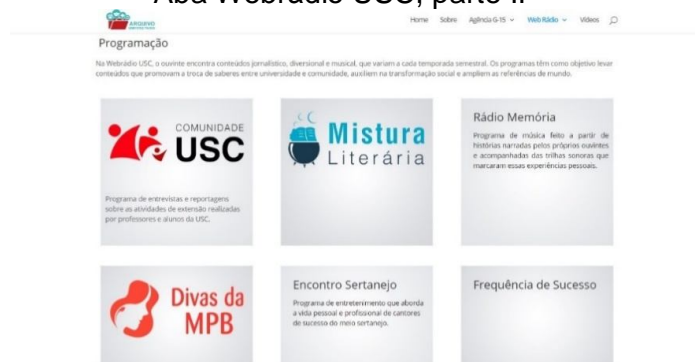 Aba Webrádio USC, parte II
ARQUIVO
Home Sobre Agência G-15 Web Rádio Vídeos
Programação
Na Webrádio USC, o ouvinte encontra conteúdos jornalístico, diversional e musical, que variam a cada temporada semestral. Os programas têm como objetivo levar
conteúdos que promovam a troca de saberes entre universidade e comunidade, auxiliem na transformação social e ampliem as referências de mundo.
COMUNIDADE
USC
Programa de entrevistas e reportagens
sobre as atividades de extensão realizadas
por professores e alunos da USC.
Mistura
Literária
Rádio Memória
Programa de música feito a partir de
histórias narradas pelos próprios ouvintes
e acompanhadas das trilhas sonoras que
marcaram essas experiências pessoais.
Divas da
MPB
Encontro Sertanejo
Programa de entretenimento que aborda
a vida pessoal e profissional de cantores
de sucesso do meio sertanejo.
Frequência de Sucesso